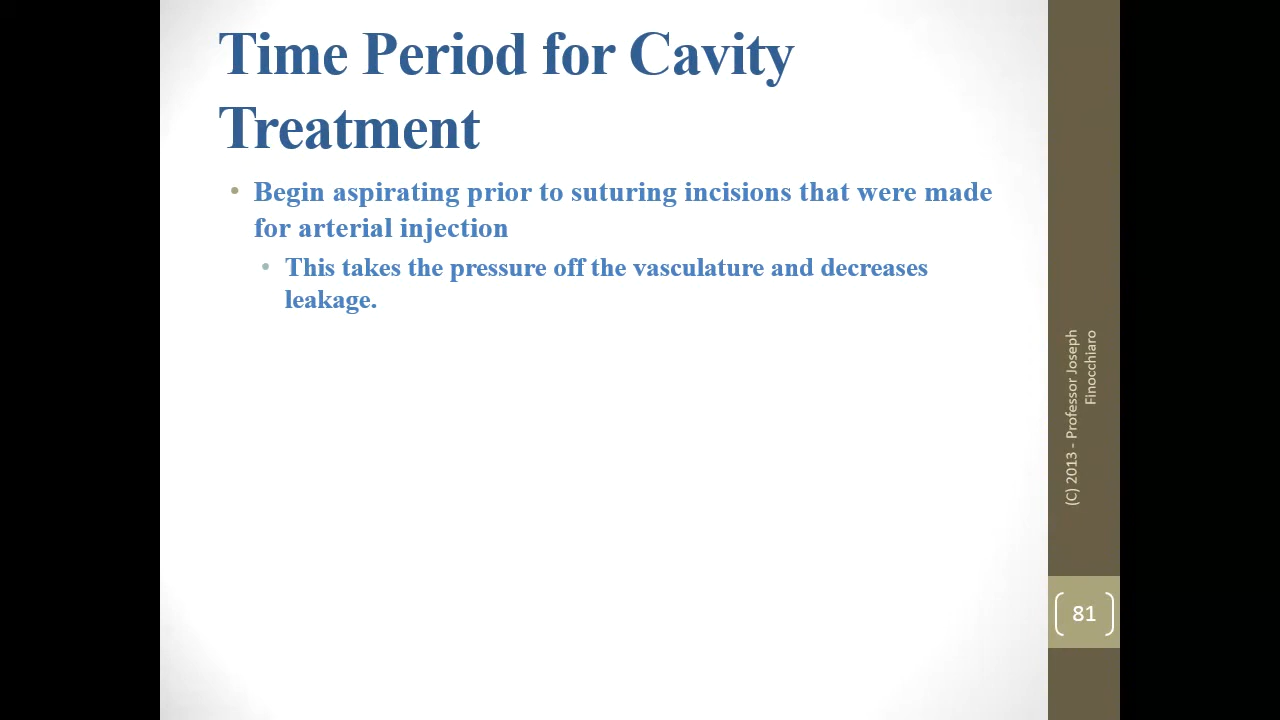 Time Period for Cavity
Treatment
• Begin aspirating prior to suturing incisions that were made
for arterial injection
• This takes the pressure off the vasculature and decreases
leakage.
(C) 2013 - Professor Joseph
Finocchiaro
81